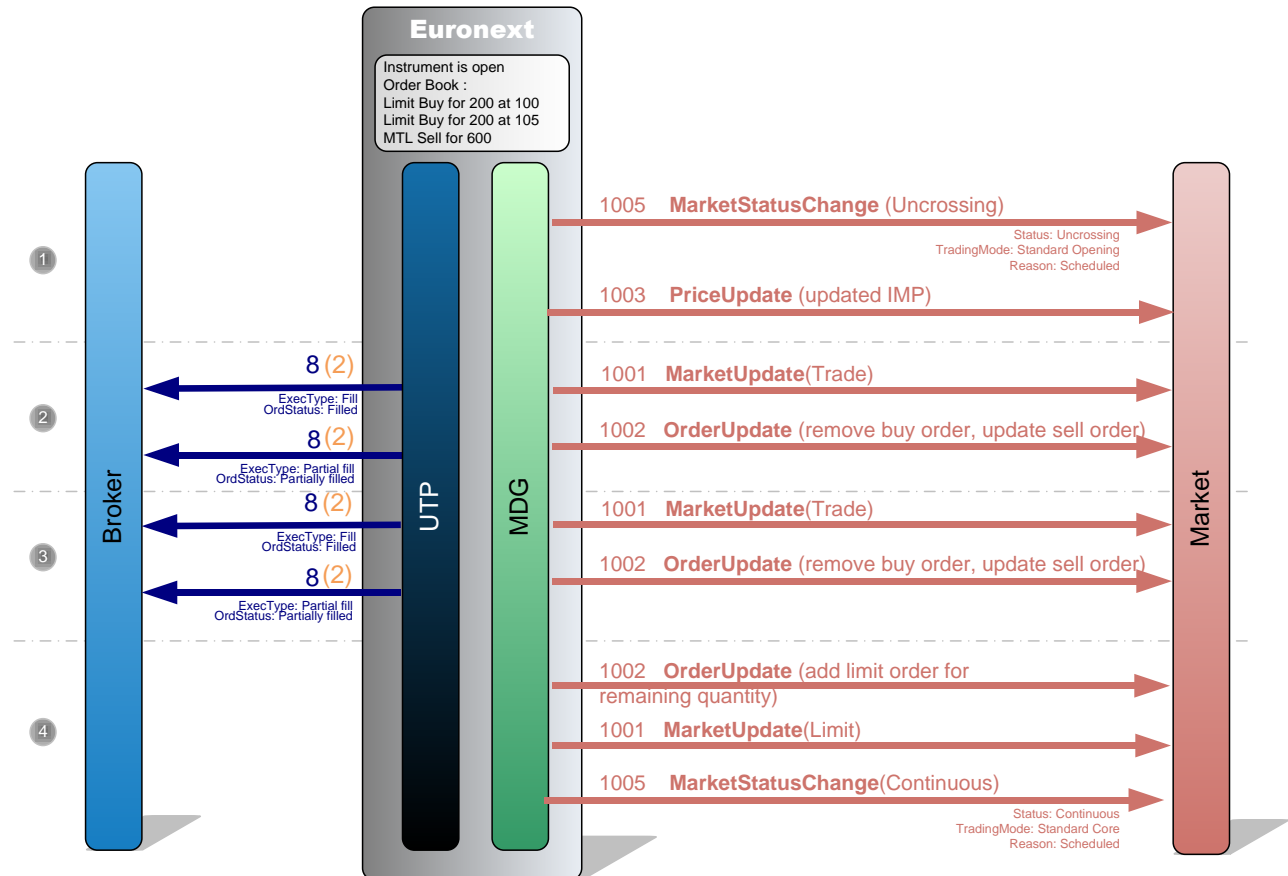 Euronext
Instrument is open
Order Book :
Limit Buy for 200 at 100
Limit Buy for 200 at 105
MTL Sell for 600
Broker
UTP
MDG
Market
1
1005 MarketStatusChange (Uncrossing)
Status: Uncrossing
TradingMode: Standard Opening
Reason: Scheduled
1003 PriceUpdate (updated IMP)
2
8 (2)
ExecType: Fill
OrdStatus: Filled
8 (2)
ExecType: Partial fill
OrdStatus: Partially filled
1001 MarketUpdate(Trade)
1002 OrderUpdate (remove buy order, update sell order)
3
8 (2)
ExecType: Fill
OrdStatus: Filled
8 (2)
ExecType: Partial fill
OrdStatus: Partially filled
1001 MarketUpdate(Trade)
1002 OrderUpdate (remove buy order, update sell order)
4
1002 OrderUpdate (add limit order for
remaining quantity)
1001 MarketUpdate(Limit)
1005 MarketStatusChange(Continuous)
Status: Continuous
TradingMode: Standard Core
Reason: Scheduled